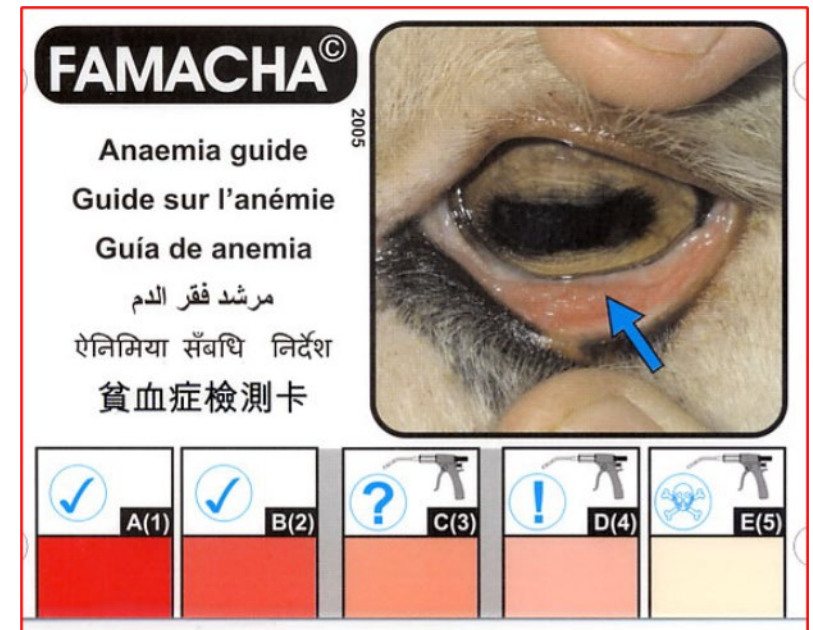 FAMACHA©
2005
Anaemia guide
Guide sur l'anémie
Guía de anemia
مرشد فقر الدم
ऐनिमिया सँबधि निर्देश
貧血症檢測卡
A(1)
B(2)
?
C(3)
!
D(4)
E(5)